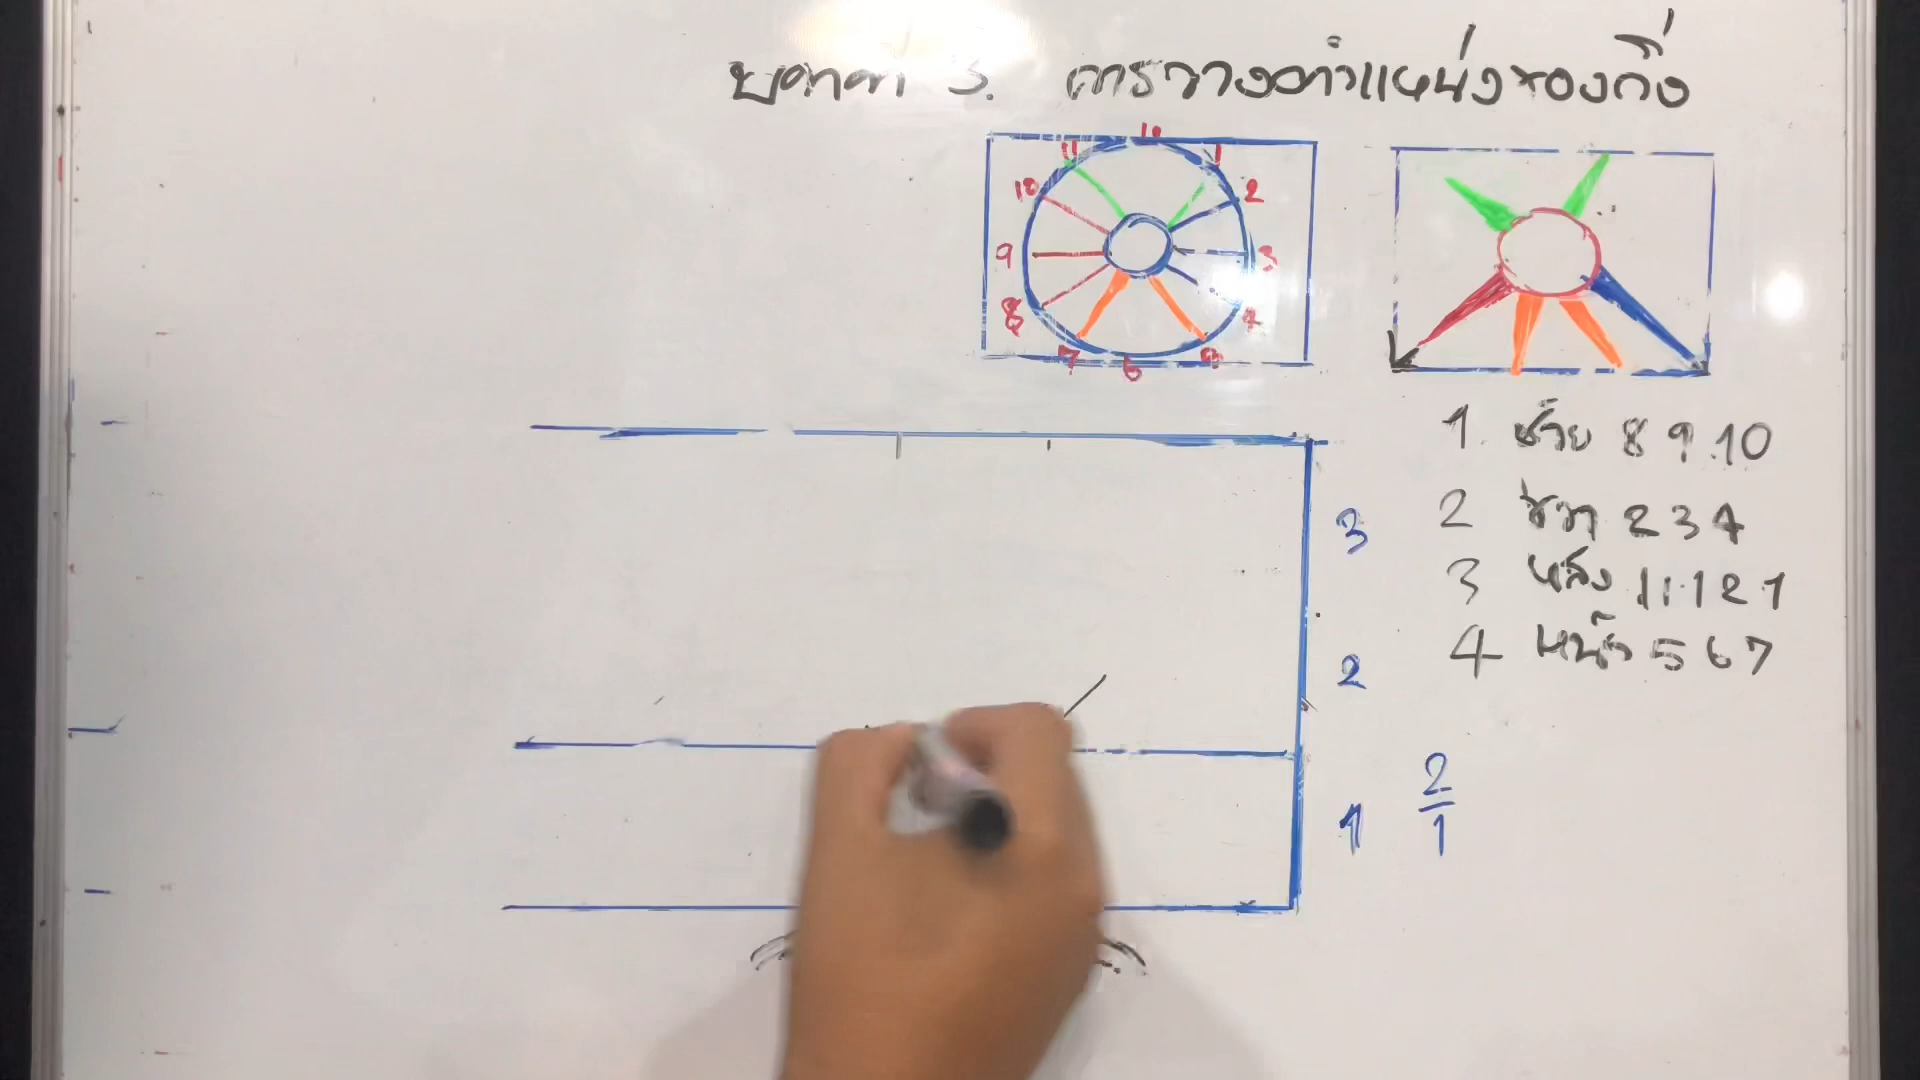 บทที่ 3. การวางตำแหน่งของกิ่ง
11 1
10 2
9 3
8 4
7 6 5
1. ซ้าย 8 9 10
2 ขวา 2 3 4
3 หลัง 11 12 1
4 หน้า 5 6 7
3
2
1
2
1